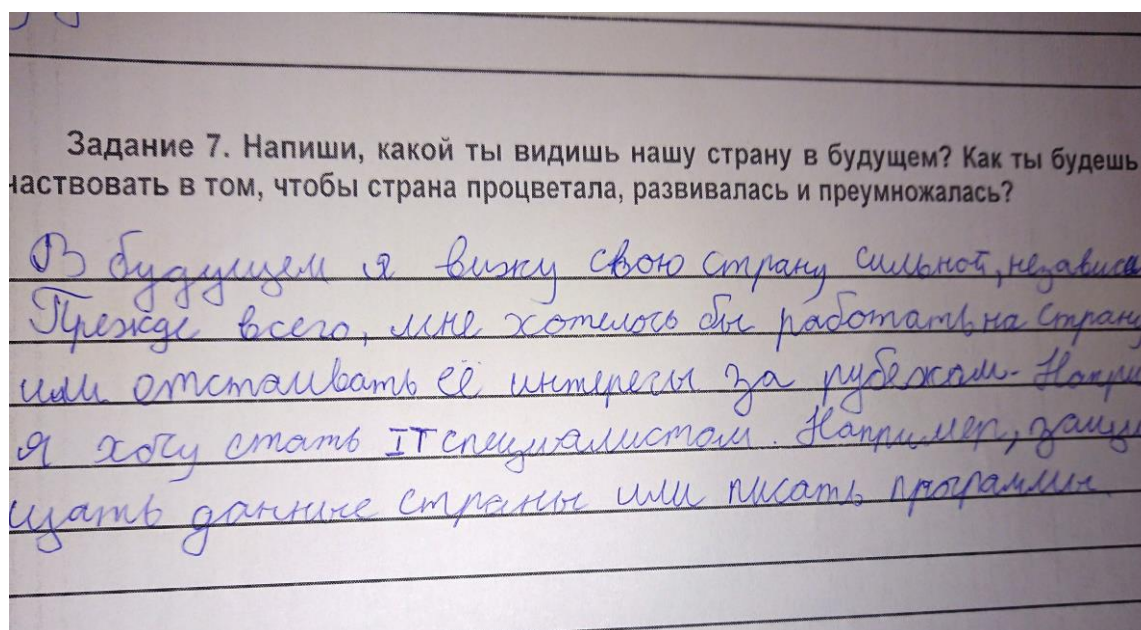 Задание 7. Напиши, какой ты видишь нашу страну в будущем? Как ты будешь
частвовать в том, чтобы страна процветала, развивалась и преумножалась?
В будущем я вижу свою страну сильной, независи
Прежде всего, мне хотелось бы работать на стран
или отстаивать её интересы за рубежом. Напри
я хочу стать IT специалистом. Например, защи
щать данные страны или писать программы.